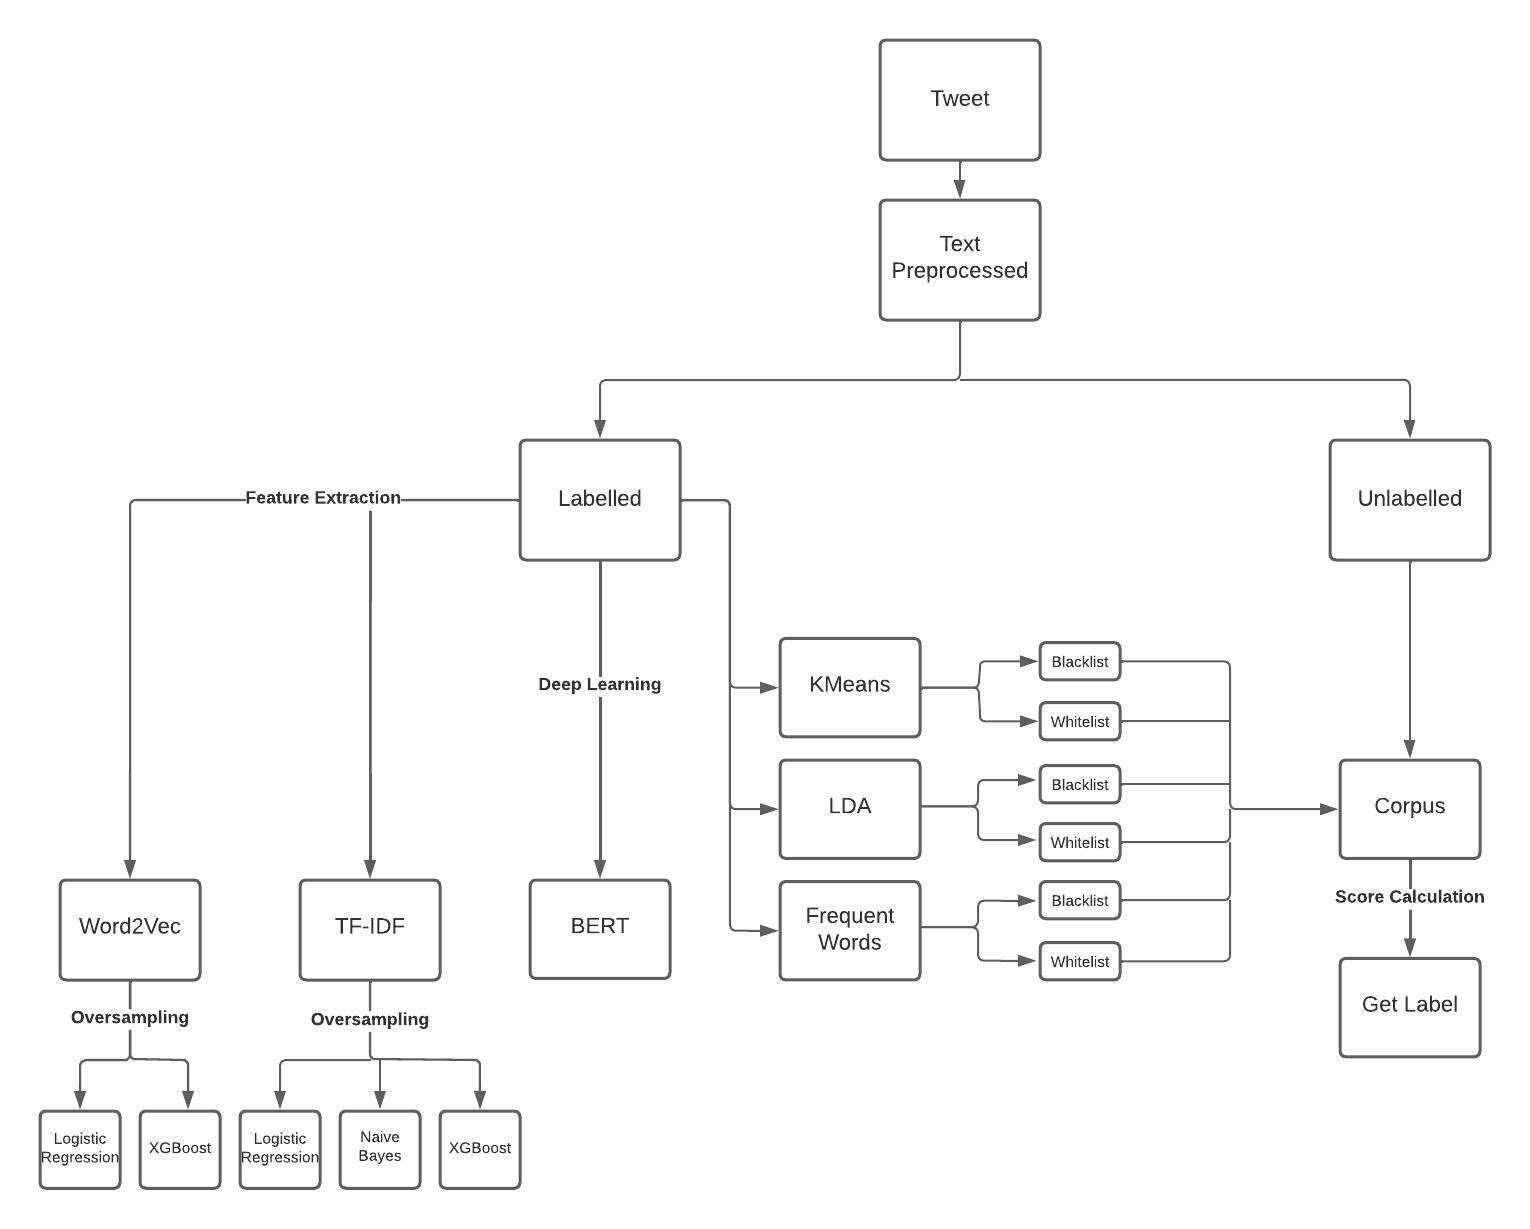 Tweet
Text
Preprocessed
Labelled
Unlabelled
Feature Extraction
Deep Learning
KMeans
Blacklist
Whitelist
LDA
Blacklist
Whitelist
Frequent
Words
Blacklist
Whitelist
Corpus
Score Calculation
Get Label
Word2Vec
TF-IDF
BERT
Oversampling
Oversampling
Logistic
Regression
XGBoost
Logistic
Regression
Naive
Bayes
XGBoost